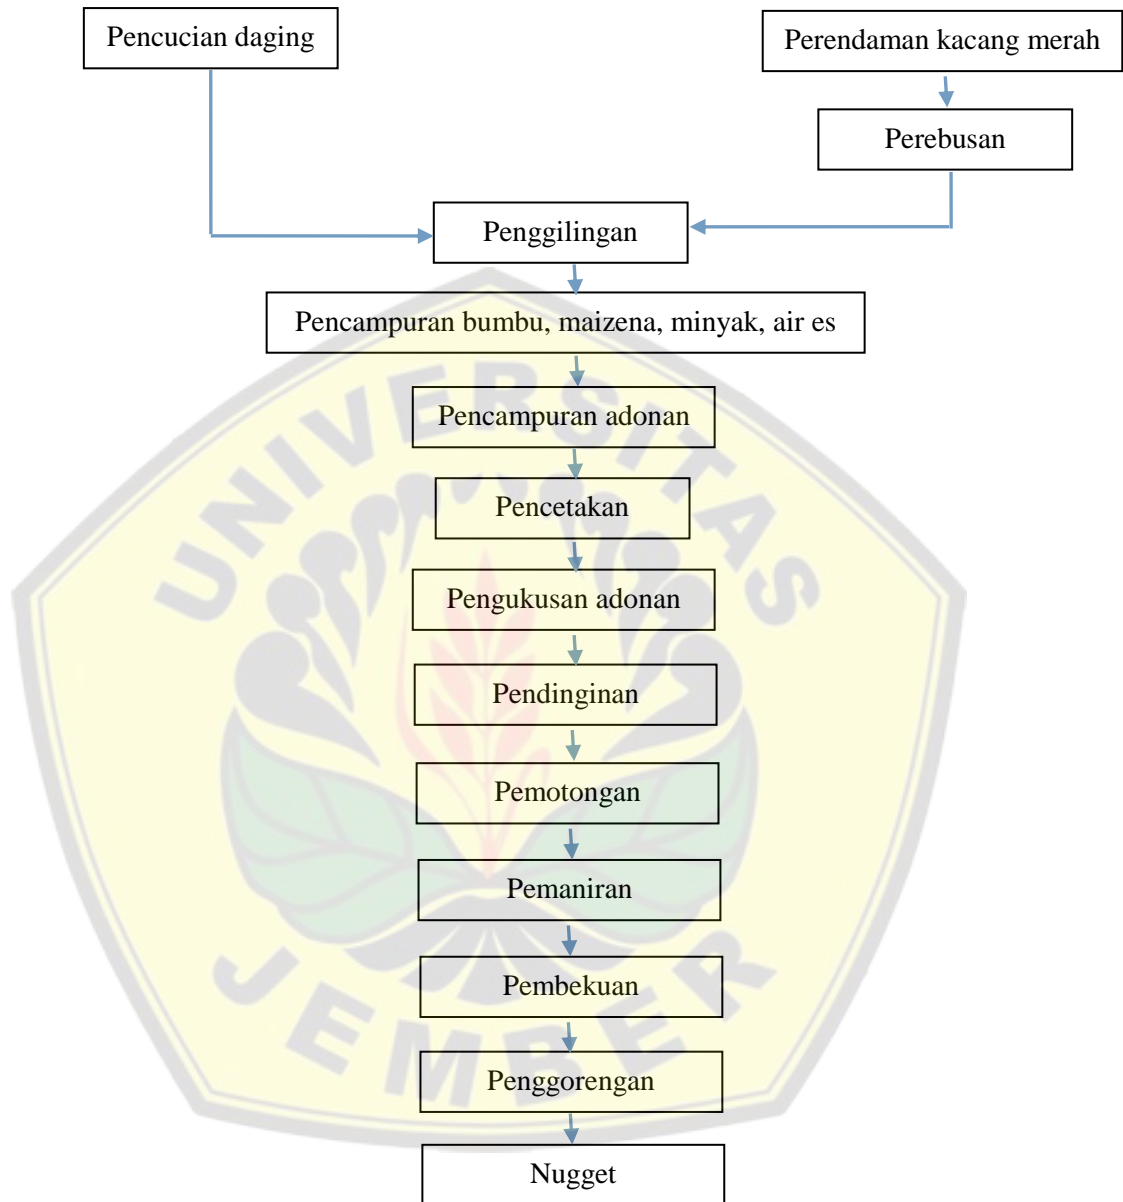 Pencucian daging
Perendaman kacang merah
Perebusan
Penggilingan
Pencampuran bumbu, maizena, minyak, air es
Pencampuran adonan
Pencetakan
Pengukusan adonan
Pendinginan
Pemotongan
Pemaniran
Pembekuan
Penggorengan
Nugget
UNIVERSITAS
JEMBER